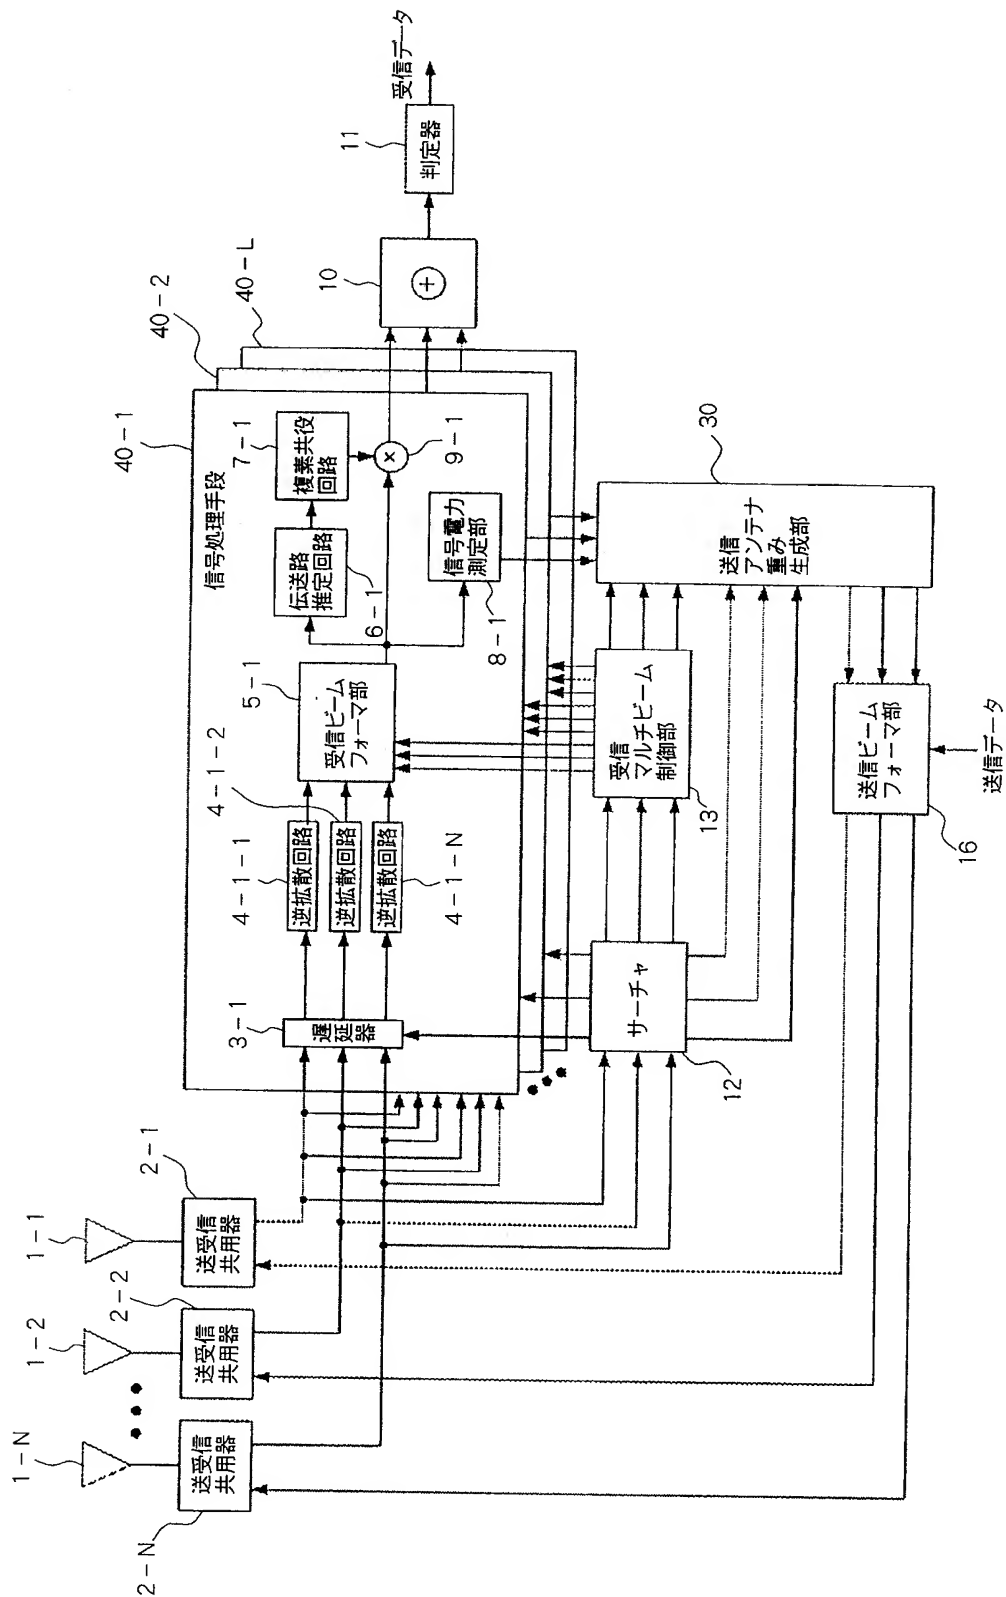 1-1
1-2
1-N
2-1
送受信
共用器
2-2
送受信
共用器
2-N
送受信
共用器
40-1
40-2
40-L
信号処理手段
3-1
遅延器
4-1-1
逆拡散回路
4-1-2
逆拡散回路
4-1-N
逆拡散回路
5-1
受信ビーム
フォーマ部
6-1
伝送路
推定回路
7-1
複素共役
回路
9-1
×
8-1
信号電力
測定部
10
+
11
判定器
受信データ
12
サーチャ
13
受信
マルチビーム
制御部
30
送信
アンテナ
重み
生成部
16
送信ビーム
フォーマ部
送信データ